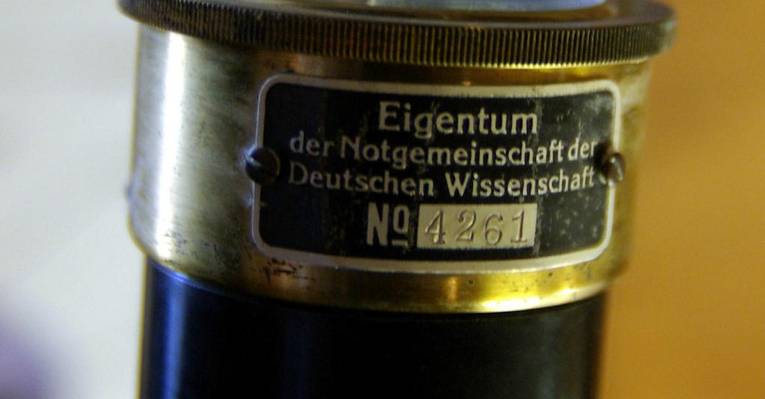 Eigentum
der Notgemeinschaft der
Deutschen Wissenschaft
No 4261